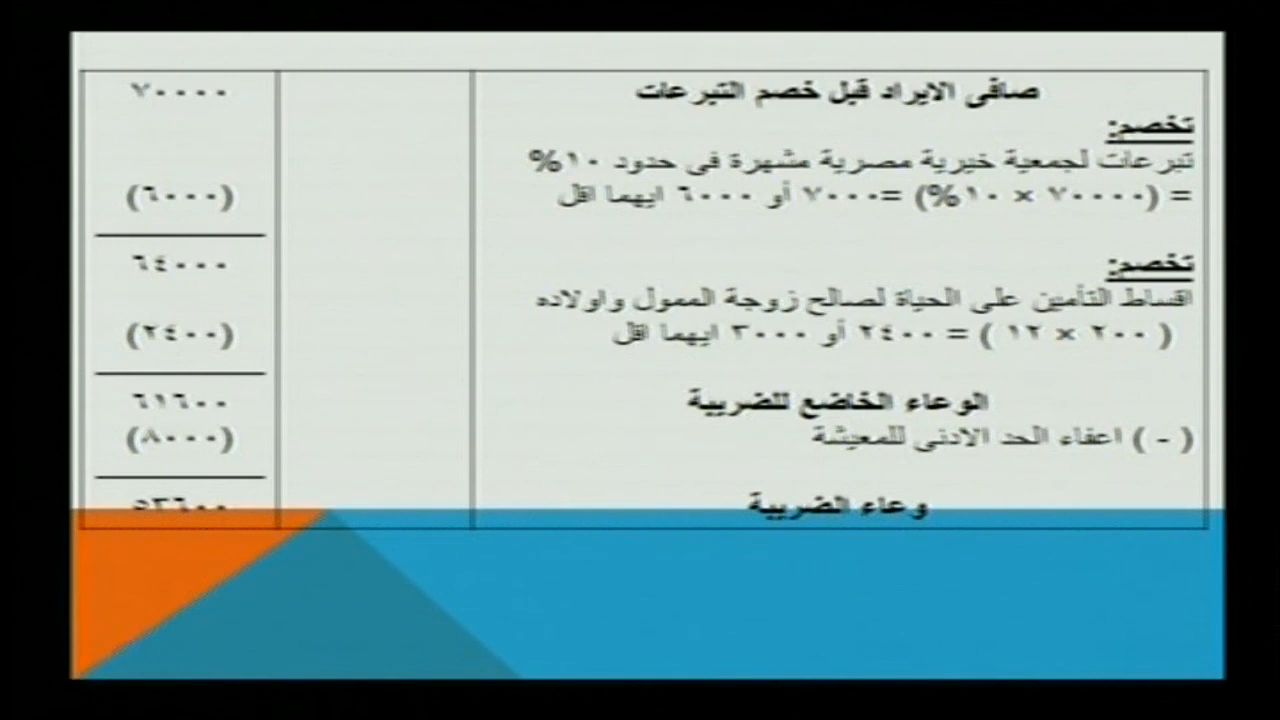 صافى الايراد قبل خصم التبرعات ٧٠٠٠٠
تخصم:
تبرعات لجمعية خيرية مصرية مشهرة فى حدود ١٠%
= (٧٠٠٠٠ × ١٠%) =٧٠٠٠ أو ٦٠٠٠ ايهما اقل (٦٠٠٠)
٦٤٠٠٠
تخصم:
اقساط التأمين على الحياة لصالح زوجة الممول واولاده
( ٢٠٠ × ١٢ ) = ٢٤٠٠ أو ٣٠٠٠ ايهما اقل (٢٤٠٠)
الوعاء الخاضع للضريبة ٦١٦٠٠
( - ) اعفاء الحد الادنى للمعيشة (٨٠٠٠)
وعاء الضريبة ٥٣٦٠٠